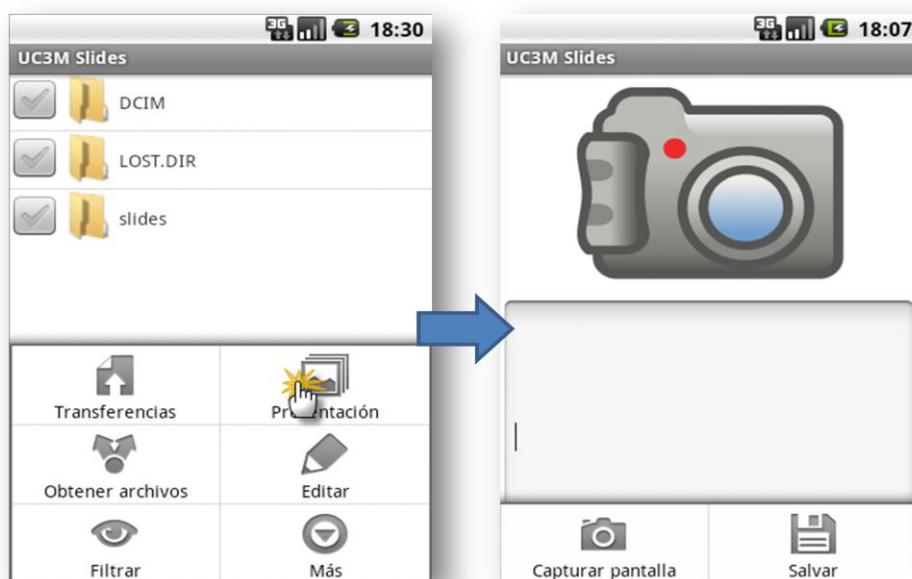 3G 18:30
UC3M Slides
DCIM
LOST.DIR
slides
Transferencias
Presentación
Obtener archivos
Editar
Filtrar
Más
3G 18:07
UC3M Slides
Capturar pantalla
Salvar